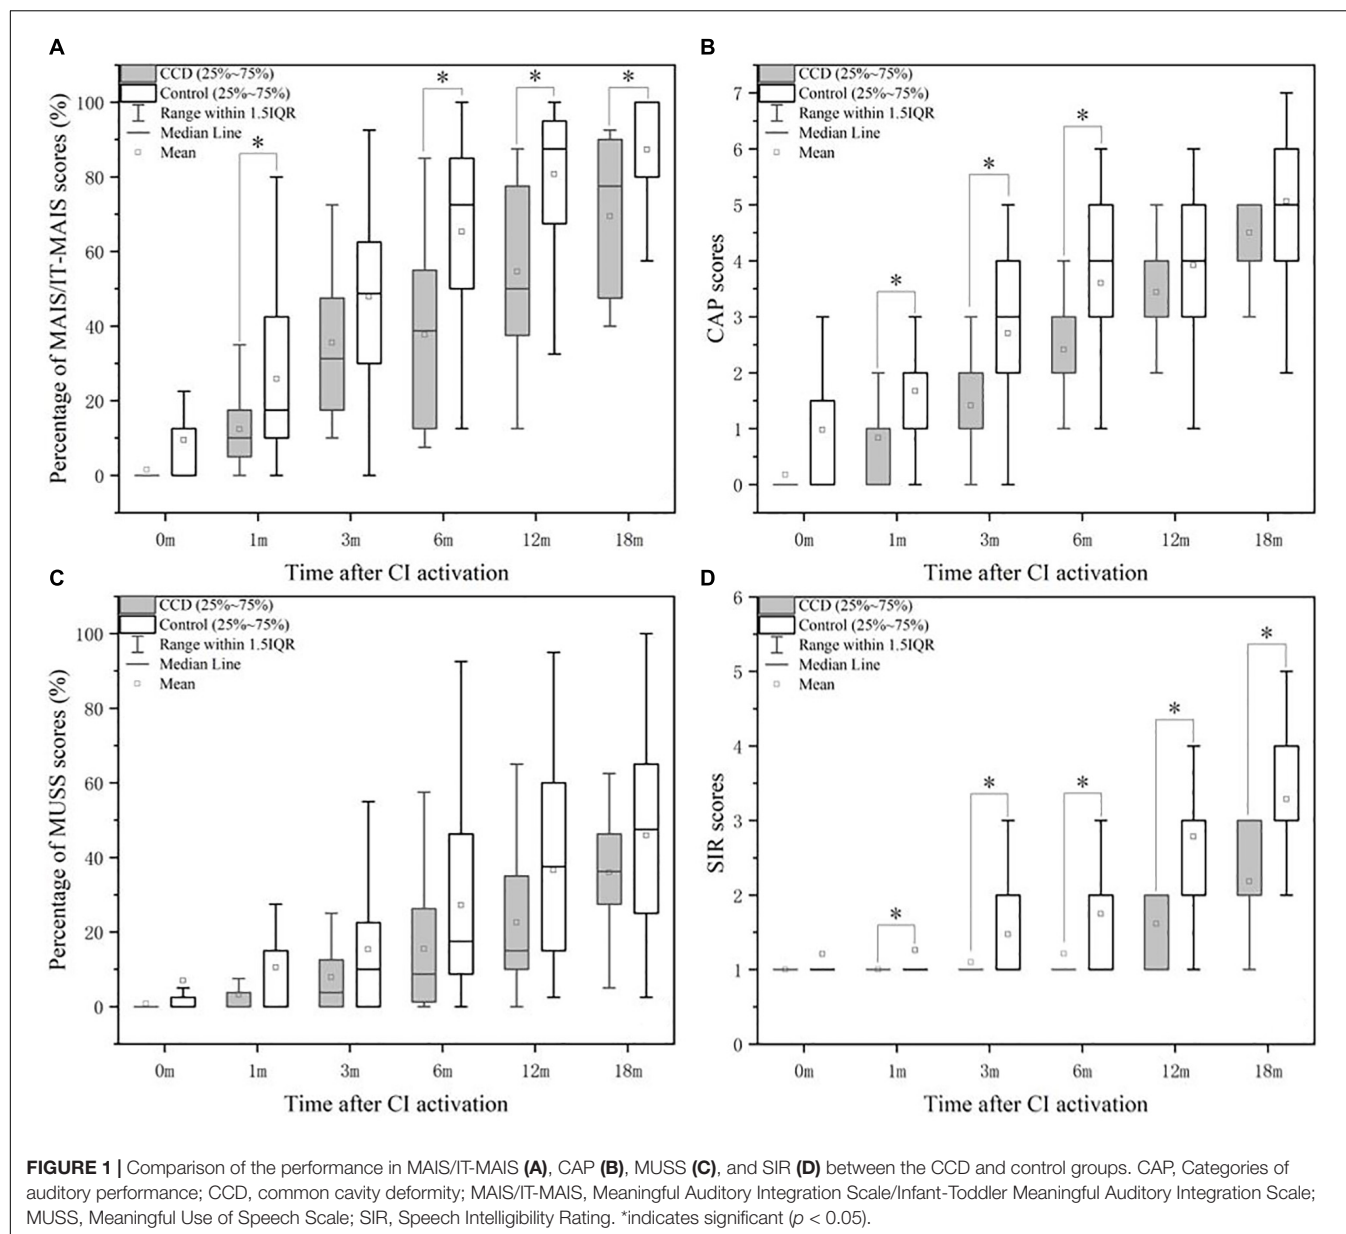 A
CCD (25%~75%)
Control (25%~75%)
Range within 1.5IQR
Median Line
Mean
Percentage of MAIS/IT-MAIS scores (%)
100
80
60
40
20
0
* * * *
0m 1m 3m 6m 12m 18m
Time after CI activation
B
CCD (25%~75%)
Control (25%~75%)
Range within 1.5IQR
Median Line
Mean
CAP scores
7
6
5
4
3
2
1
0
* * *
0m 1m 3m 6m 12m 18m
Time after CI activation
C
CCD (25%~75%)
Control (25%~75%)
Range within 1.5IQR
Median Line
Mean
Percentage of MUSS scores (%)
100
80
60
40
20
0
0m 1m 3m 6m 12m 18m
Time after CI activation
D
CCD (25%~75%)
Control (25%~75%)
Range within 1.5IQR
Median Line
Mean
SIR scores
6
5
4
3
2
1
0
* * * * *
0m 1m 3m 6m 12m 18m
Time after CI activation
FIGURE 1 | Comparison of the performance in MAIS/IT-MAIS (A), CAP (B), MUSS (C), and SIR (D) between the CCD and control groups. CAP, Categories of
auditory performance; CCD, common cavity deformity; MAIS/IT-MAIS, Meaningful Auditory Integration Scale/Infant-Toddler Meaningful Auditory Integration Scale;
MUSS, Meaningful Use of Speech Scale; SIR, Speech Intelligibility Rating. *indicates significant (p < 0.05).